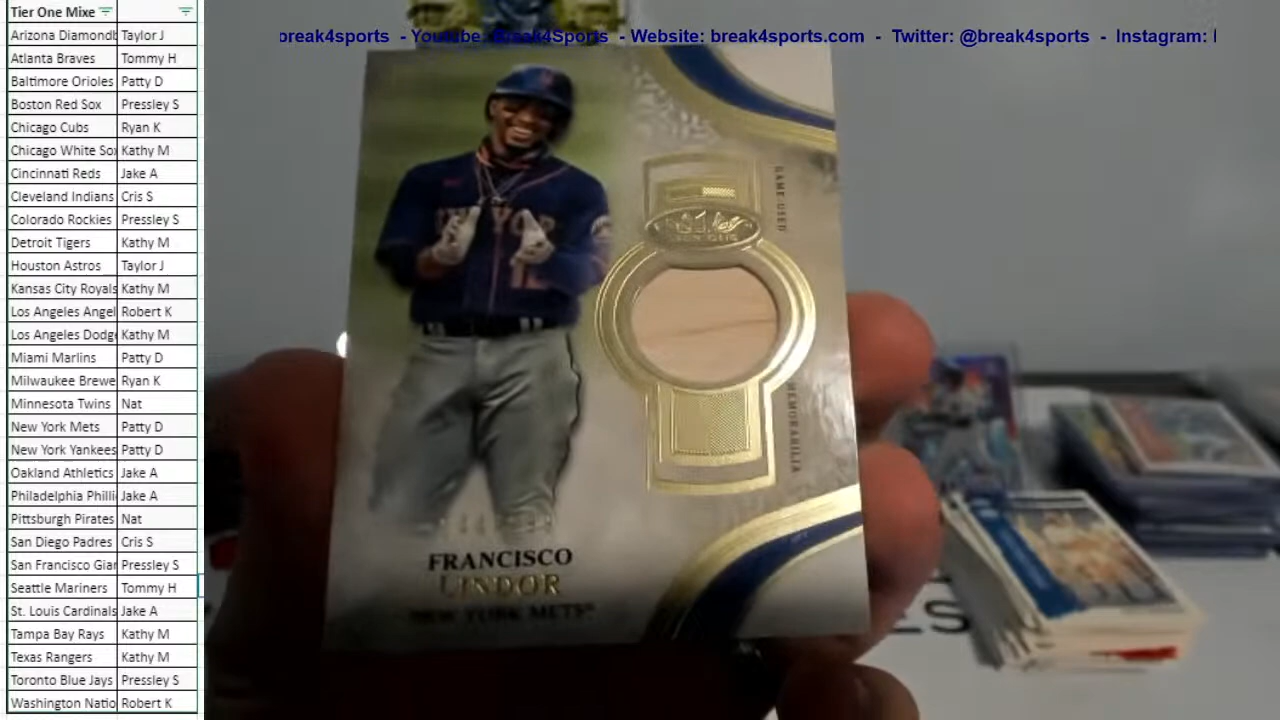 Tier One Mixe
Arizona Diamondb Taylor J
Atlanta Braves Tommy H
Baltimore Orioles Patty D
Boston Red Sox Pressley S
Chicago Cubs Ryan K
Chicago White Sox Kathy M
Cincinnati Reds Jake A
Cleveland Indians Cris S
Colorado Rockies Pressley S
Detroit Tigers Kathy M
Houston Astros Taylor J
Kansas City Royals Kathy M
Los Angeles Angel Robert K
Los Angeles Dodg Kathy M
Miami Marlins Patty D
Milwaukee Brewe Ryan K
Minnesota Twins Nat
New York Mets Patty D
New York Yankees Patty D
Oakland Athletics Jake A
Philadelphia Philli Jake A
Pittsburgh Pirates Nat
San Diego Padres Cris S
San Francisco Gian Pressley S
Seattle Mariners Tommy H
St. Louis Cardinals Jake A
Tampa Bay Rays Kathy M
Texas Rangers Kathy M
Toronto Blue Jays Pressley S
Washington Natio Robert K
break4sports - Youtube: Break4Sports - Website: break4sports.com - Twitter: @break4sports - Instagram:
GAME-USED
MEMORABILIA
FRANCISCO
LINDOR
NEW YORK METS